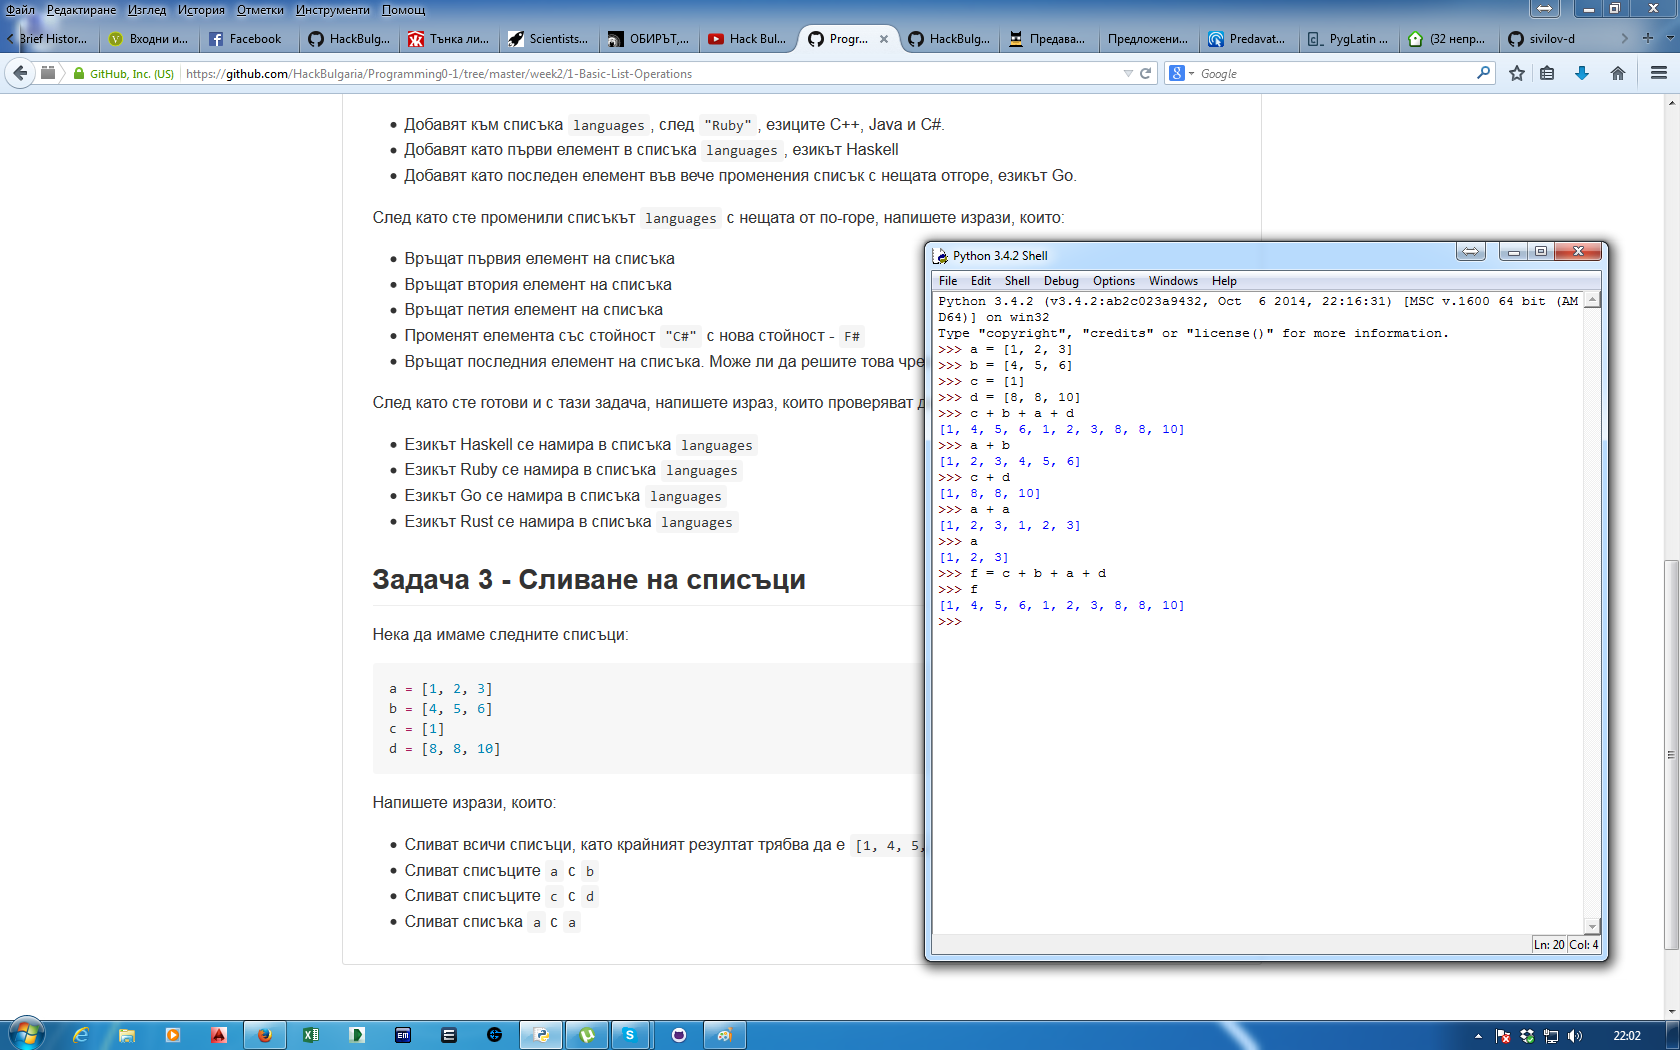 Файл Редактиране Изглед История Отметки Инструменти Помощ
Brief Histor... Входни и... Facebook HackBulg... Тънка ли... Scientists... ОБИРЪТ,... Hack Bul... Progr... HackBulg... Предава... Предложени... Predavat... PygLatin ... (32 непр... sivilov-d
GitHub, Inc. (US) https://github.com/HackBulgaria/Programming0-1/tree/master/week2/1-Basic-List-Operations Google
Добавят към списъка languages, след "Ruby", езиците C++, Java и C#.
Добавят като първи елемент в списъка languages, езикът Haskell
Добавят като последен елемент във вече променения списък с нещата отгоре, езикът Go.
След като сте променили списъкът languages с нещата от по-горе, напишете изрази, които:
Връщат първия елемент на списъка
Връщат втория елемент на списъка
Връщат петия елемент на списъка
Променят елемента със стойност "C#" с нова стойност - F#
Връщат последния елемент на списъка. Може ли да решите това чре
След като сте готови и с тази задача, напишете израз, които проверяват д
Езикът Haskell се намира в списъка languages
Езикът Ruby се намира в списъка languages
Езикът Go се намира в списъка languages
Езикът Rust се намира в списъка languages
Задача 3 - Сливане на списъци
Нека да имаме следните списъци:
a = [1, 2, 3]
b = [4, 5, 6]
c = [1]
d = [8, 8, 10]
Напишете изрази, които:
Сливат всичи списъци, като крайният резултат трябва да е [1, 4, 5,
Сливат списъците a с b
Сливат списъците c с d
Сливат списъка a с a
Python 3.4.2 Shell
File Edit Shell Debug Options Windows Help
Python 3.4.2 (v3.4.2:ab2c023a9432, Oct  6 2014, 22:16:31) [MSC v.1600 64 bit (AM
D64)] on win32
Type "copyright", "credits" or "license()" for more information.
>>> a = [1, 2, 3]
>>> b = [4, 5, 6]
>>> c = [1]
>>> d = [8, 8, 10]
>>> c + b + a + d
[1, 4, 5, 6, 1, 2, 3, 8, 8, 10]
>>> a + b
[1, 2, 3, 4, 5, 6]
>>> c + d
[1, 8, 8, 10]
>>> a + a
[1, 2, 3, 1, 2, 3]
>>> a
[1, 2, 3]
>>> f = c + b + a + d
>>> f
[1, 4, 5, 6, 1, 2, 3, 8, 8, 10]
>>>
Ln: 20 Col: 4
22:02